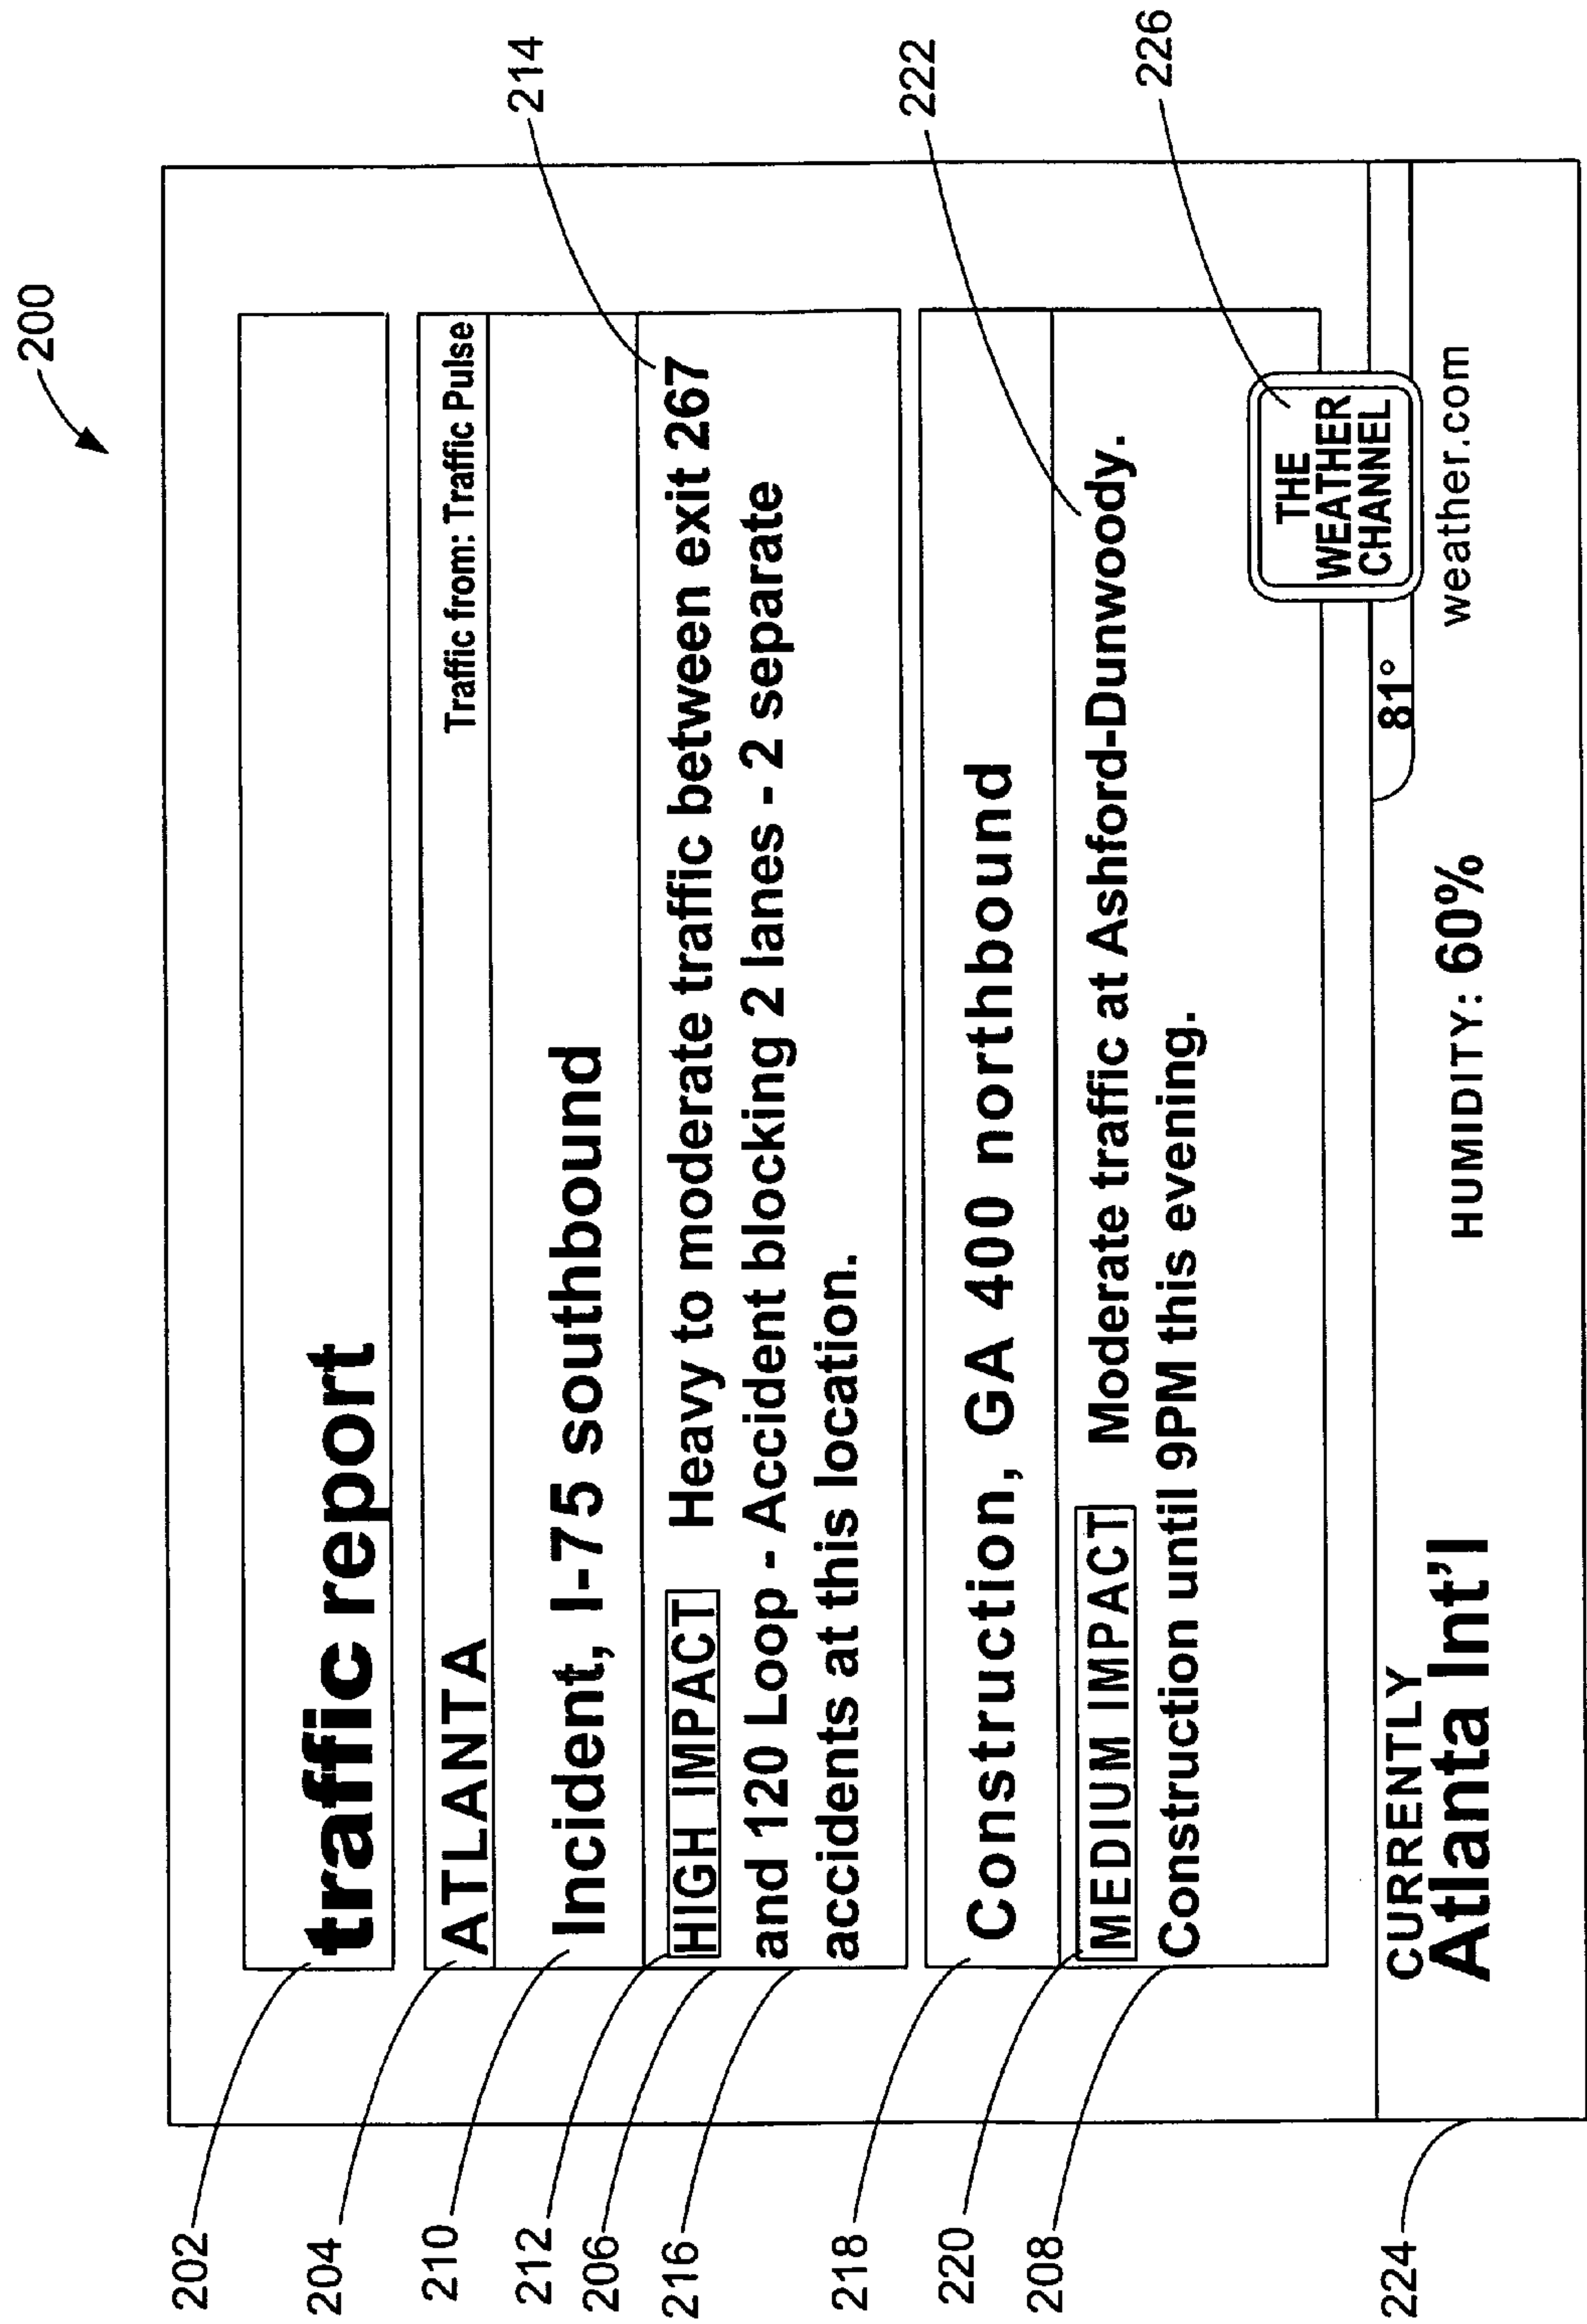 200
202
traffic report
204
ATLANTA
Traffic from: Traffic Pulse
210
Incident, I-75 southbound
214
212
HIGH IMPACT Heavy to moderate traffic between exit 267
206
and 120 Loop - Accident blocking 2 lanes - 2 separate
216
accidents at this location.
218
Construction, GA 400 northbound
222
220
MEDIUM IMPACT Moderate traffic at Ashford-Dunwoody.
208
Construction until 9PM this evening.
226
THE
WEATHER
CHANNEL
81°
CURRENTLY
Atlanta Int'l
HUMIDITY: 60%
weather.com
224